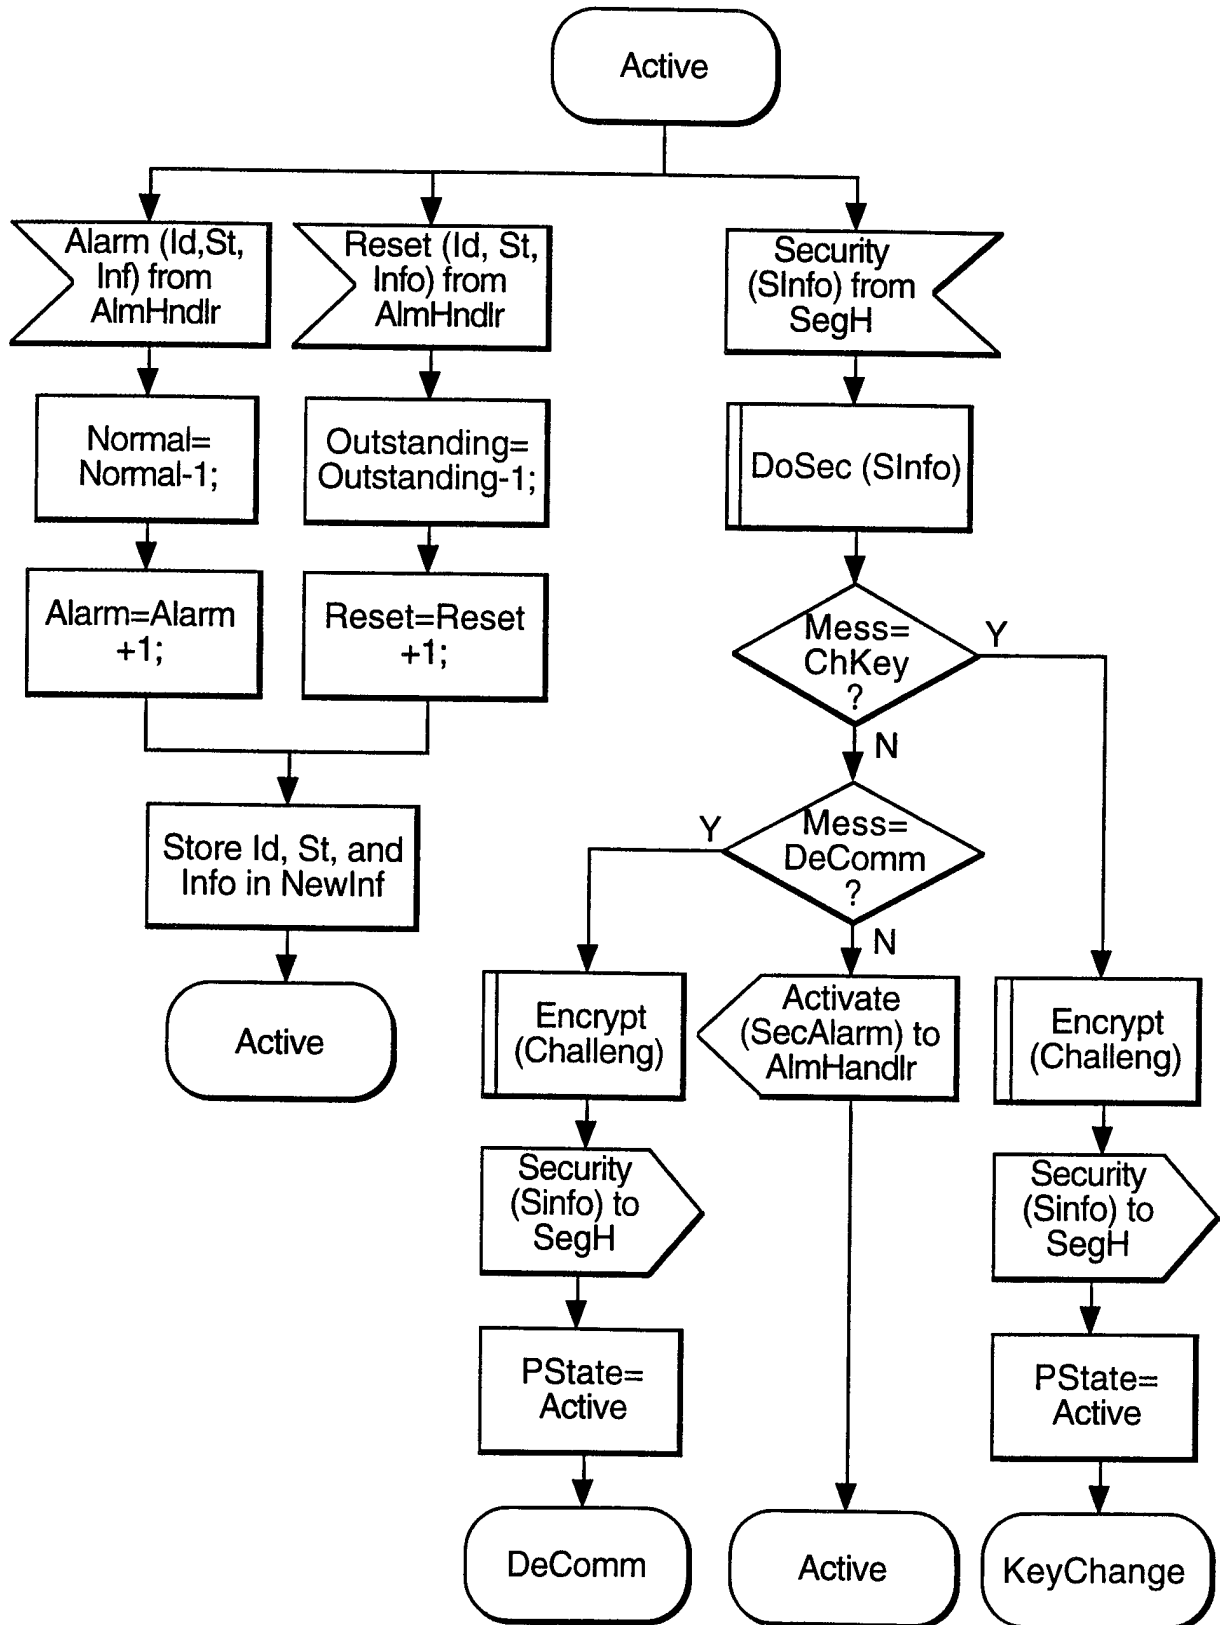 Active
Alarm (Id,St,
Inf) from
AlmHndlr
Reset (Id, St,
Info) from
AlmHndlr
Security
(SInfo) from
SegH
Normal=
Normal-1;
Outstanding=
Outstanding-1;
DoSec (SInfo)
Alarm=Alarm
+1;
Reset=Reset
+1;
Mess=
ChKey
?
Y
N
Store Id, St, and
Info in NewInf
Mess=
DeComm
?
Y
N
Active
Encrypt
(Challeng)
Activate
(SecAlarm) to
AlmHandlr
Encrypt
(Challeng)
Security
(Sinfo) to
SegH
Security
(Sinfo) to
SegH
PState=
Active
PState=
Active
DeComm
Active
KeyChange